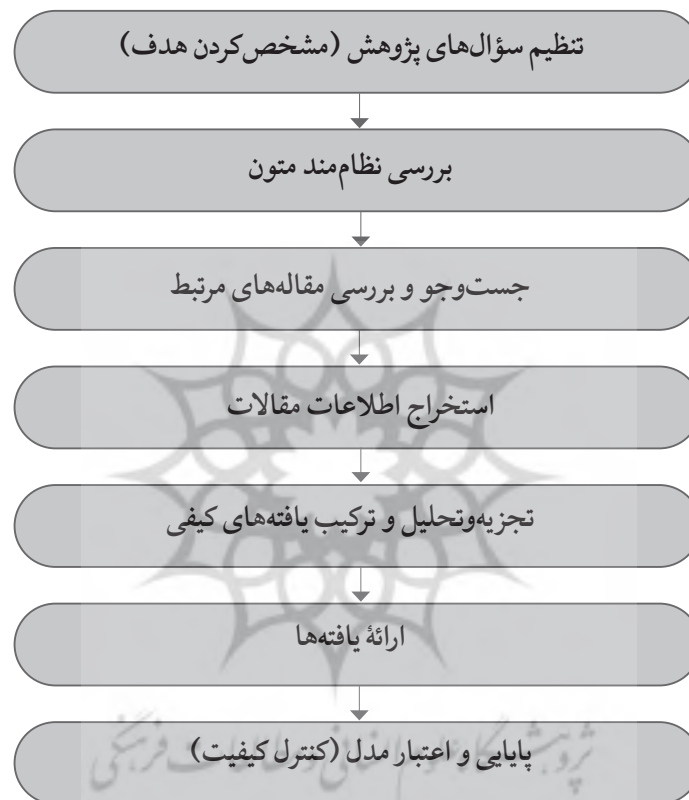 تنظیم سؤال‌های پژوهش (مشخص‌کردن هدف)
بررسی نظام‌مند متون
جست‌وجو و بررسی مقاله‌های مرتبط
استخراج اطلاعات مقالات
تجزیه‌وتحلیل و ترکیب یافته‌های کیفی
ارائهٔ یافته‌ها
پایایی و اعتبار مدل (کنترل کیفیت)